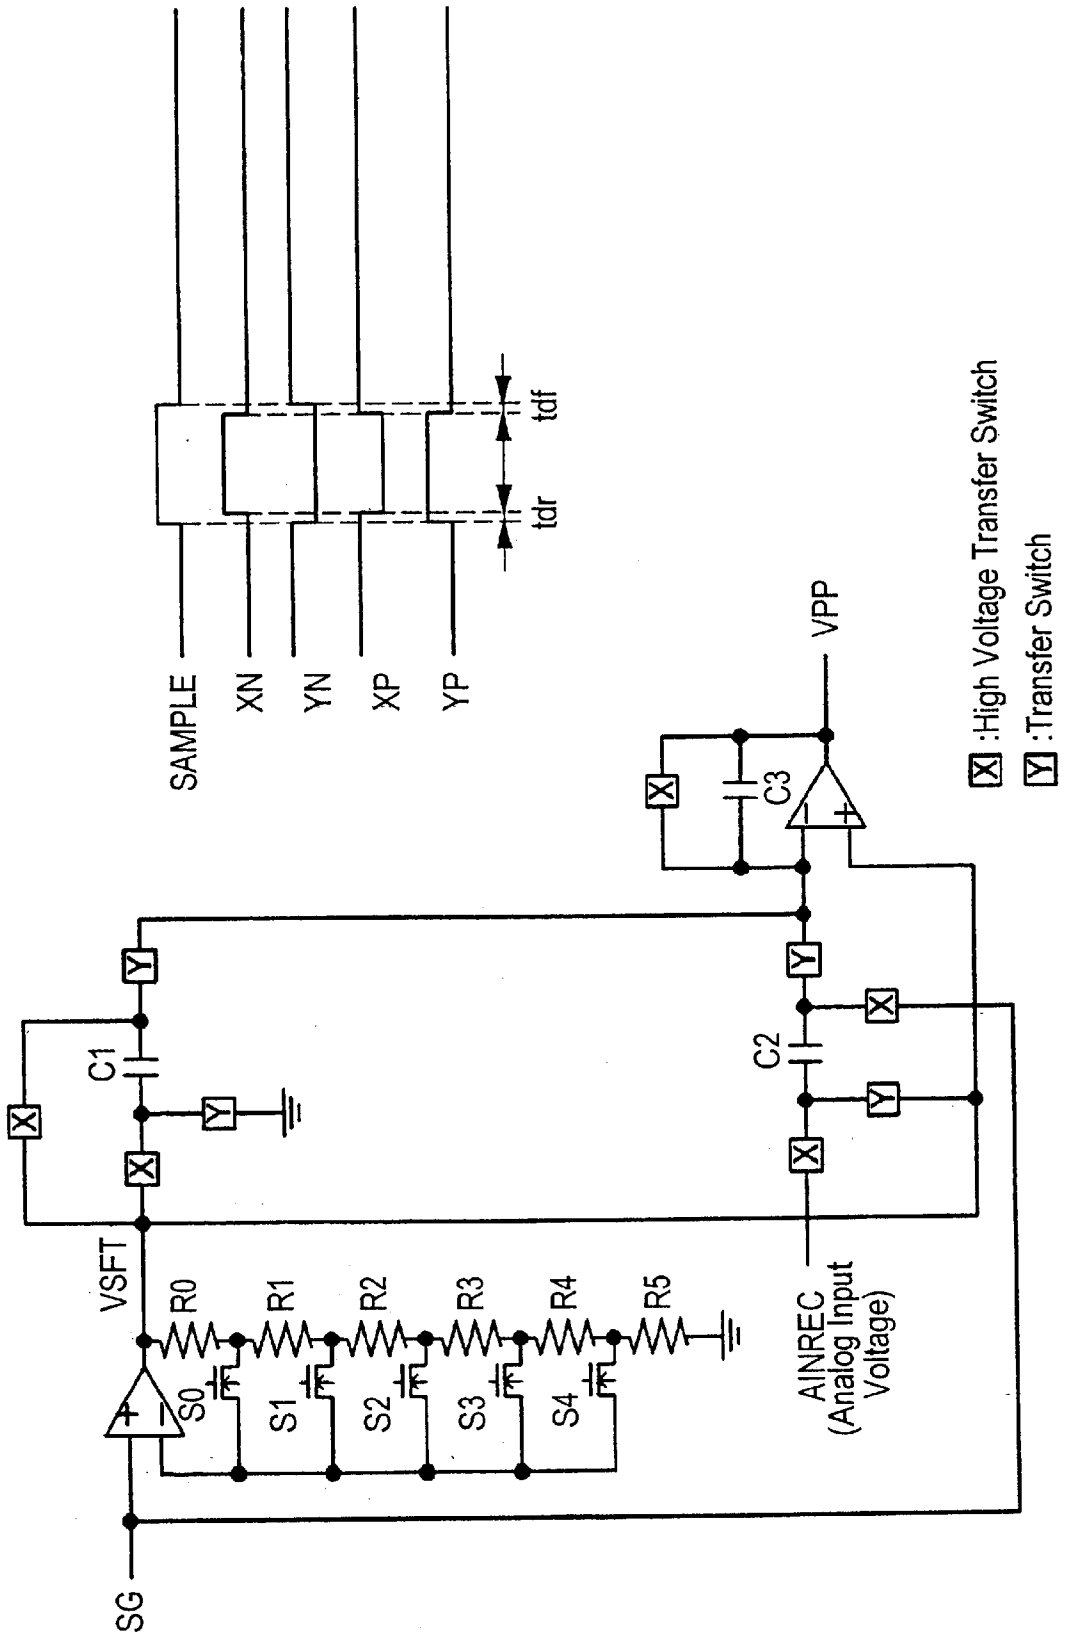 SAMPLE
XN
YN
XP
YP
tdr
tdf
SG
+
−
VSFT
S0
S1
S2
S3
S4
R0
R1
R2
R3
R4
R5
X
X
Y
C1
Y
AINREC
(Analog Input
Voltage)
X
Y
C2
X
Y
X
C3
−
+
VPP
X :High Voltage Transfer Switch
Y :Transfer Switch